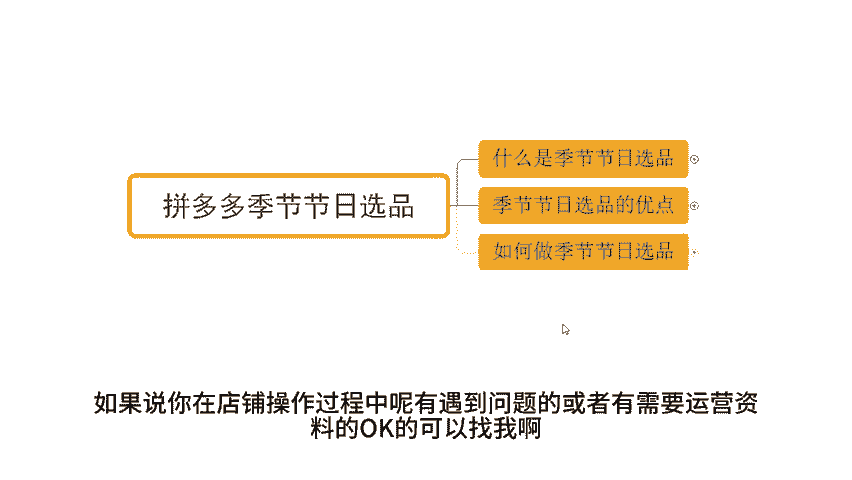 拼多多季节节日选品
什么是季节节日选品
季节节日选品的优点
如何做季节节日选品
如果说你在店铺操作过程中呢有遇到问题的或者有需要运营资
料的OK的可以找我啊